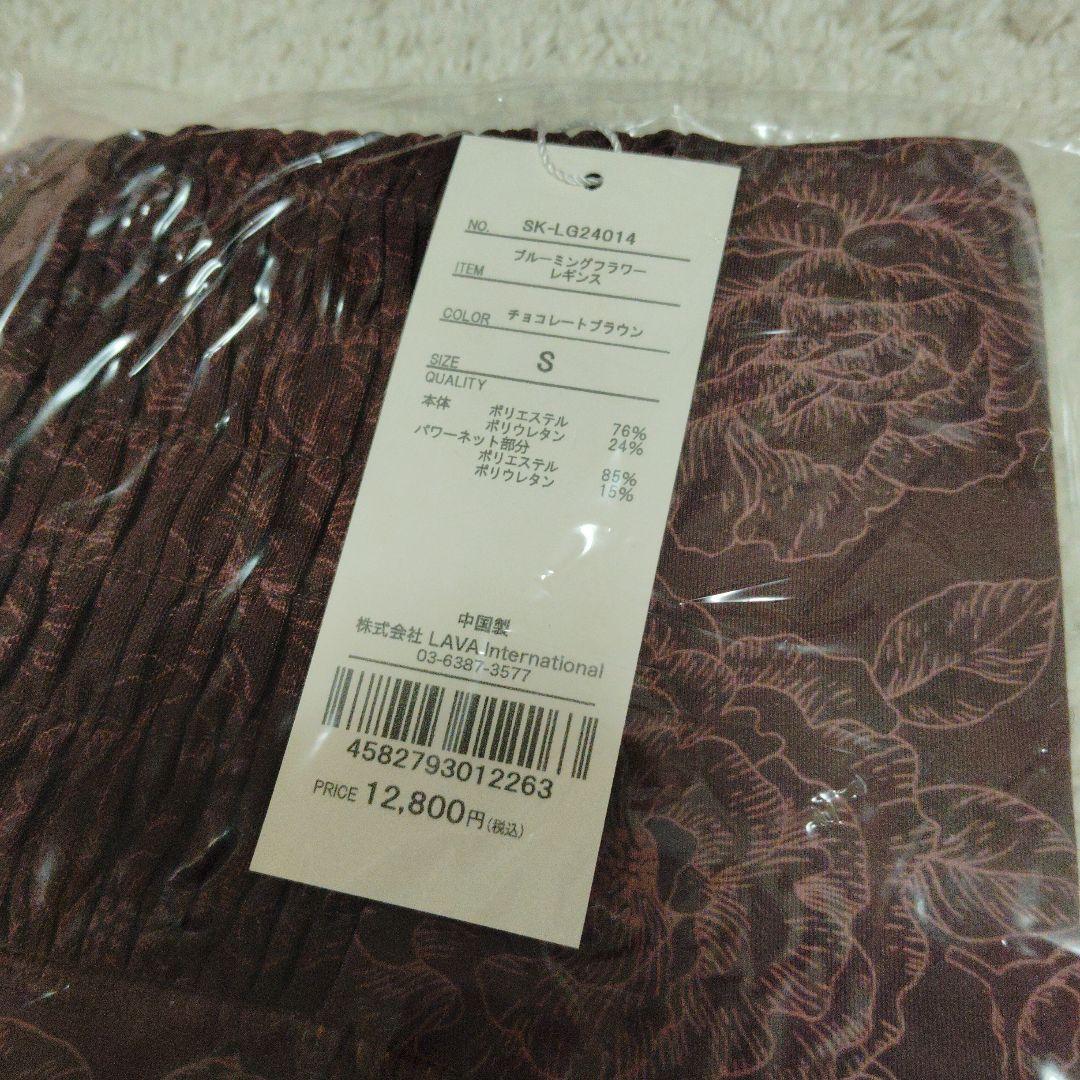 NO. SK-LG24014
ITEM ブルーミングフラワー
レギンス
COLOR チョコレートブラウン
SIZE S
QUALITY
本体 ポリエステル 76%
ポリウレタン 24%
パワーネット部分
ポリエステル 85%
ポリウレタン 15%
中国製
株式会社 LAVA International
03-6387-3577
4582793012263
PRICE 12,800円(税込)